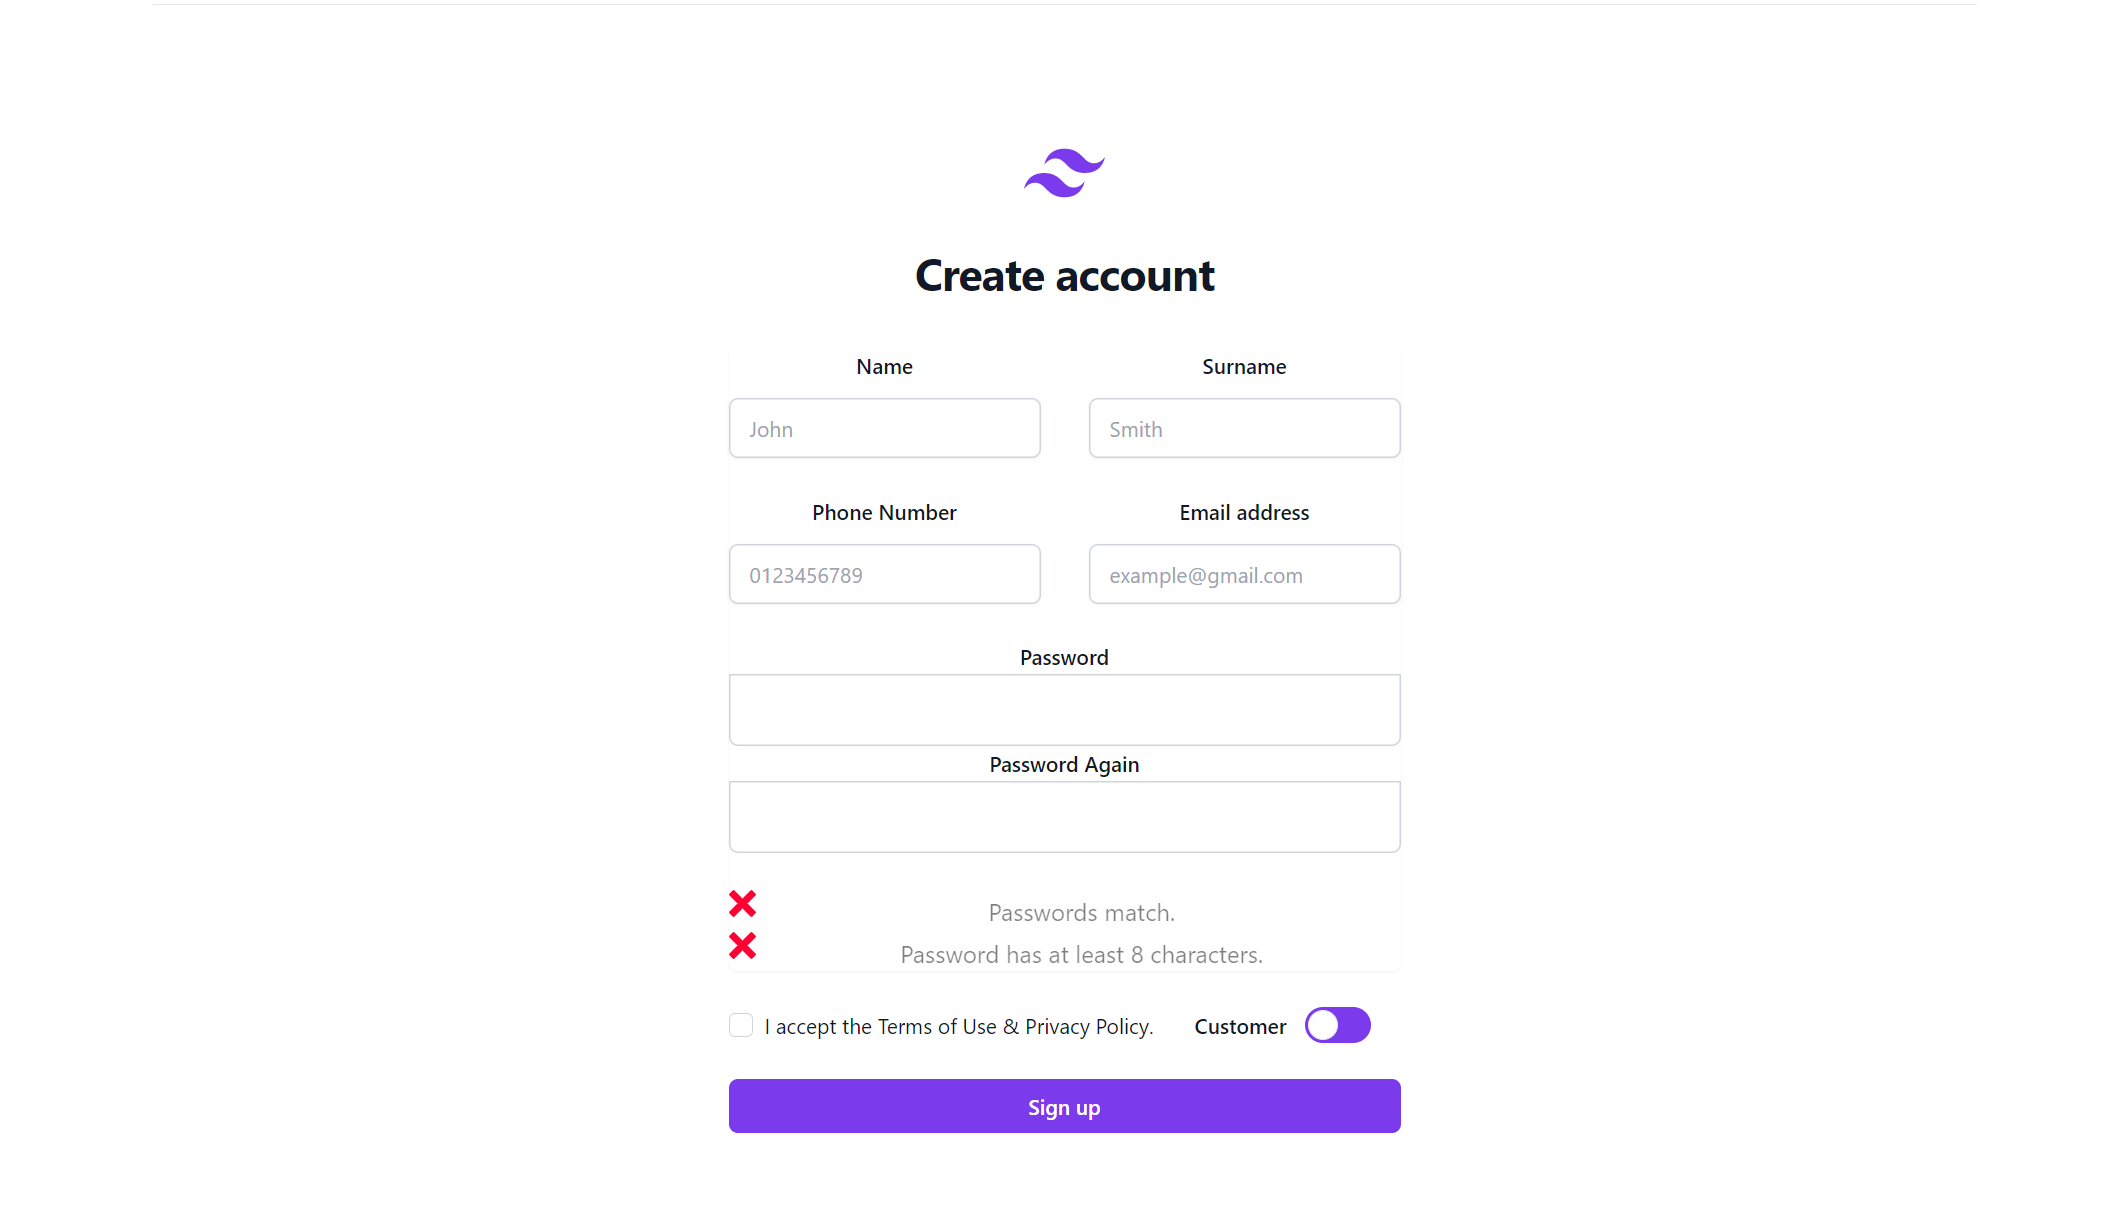 Create account
Name
Surname
John
Smith
Phone Number
Email address
0123456789
example@gmail.com
Password
Password Again
Passwords match.
Password has at least 8 characters.
I accept the Terms of Use & Privacy Policy.
Customer
Sign up